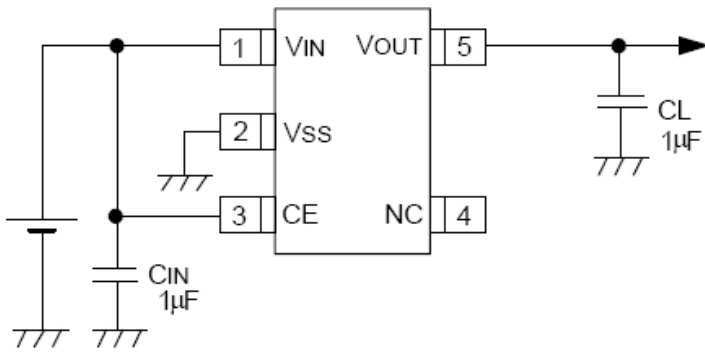 1 VIN VOUT 5
2 VSS
3 CE NC 4
CIN
1μF
CL
1μF